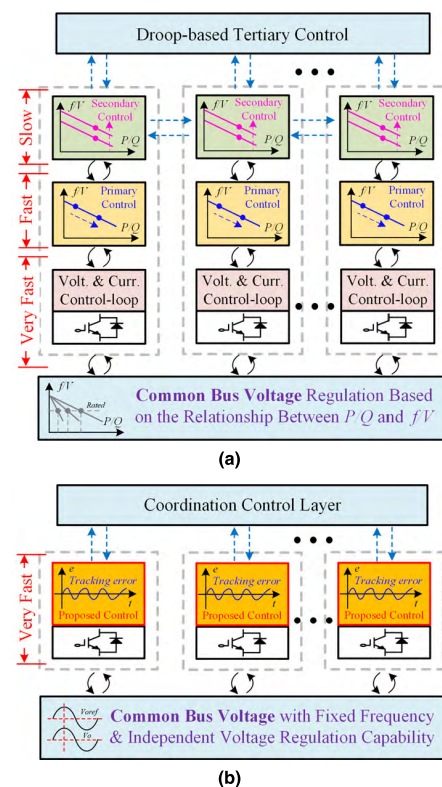 Droop-based Tertiary Control
Slow
f/V Secondary Control P/Q
f/V Secondary Control P/Q
f/V Secondary Control P/Q
Fast
f/V Primary Control P/Q
f/V Primary Control P/Q
f/V Primary Control P/Q
Very Fast
Volt. & Curr. Control-loop
Volt. & Curr. Control-loop
Volt. & Curr. Control-loop
f/V Rated P/Q
Common Bus Voltage Regulation Based
on the Relationship Between P/Q and f/V
(a)
Coordination Control Layer
Very Fast
e Tracking error t
Proposed Control
e Tracking error t
Proposed Control
e Tracking error t
Proposed Control
Voref
Vo
Common Bus Voltage with Fixed Frequency
& Independent Voltage Regulation Capability
(b)